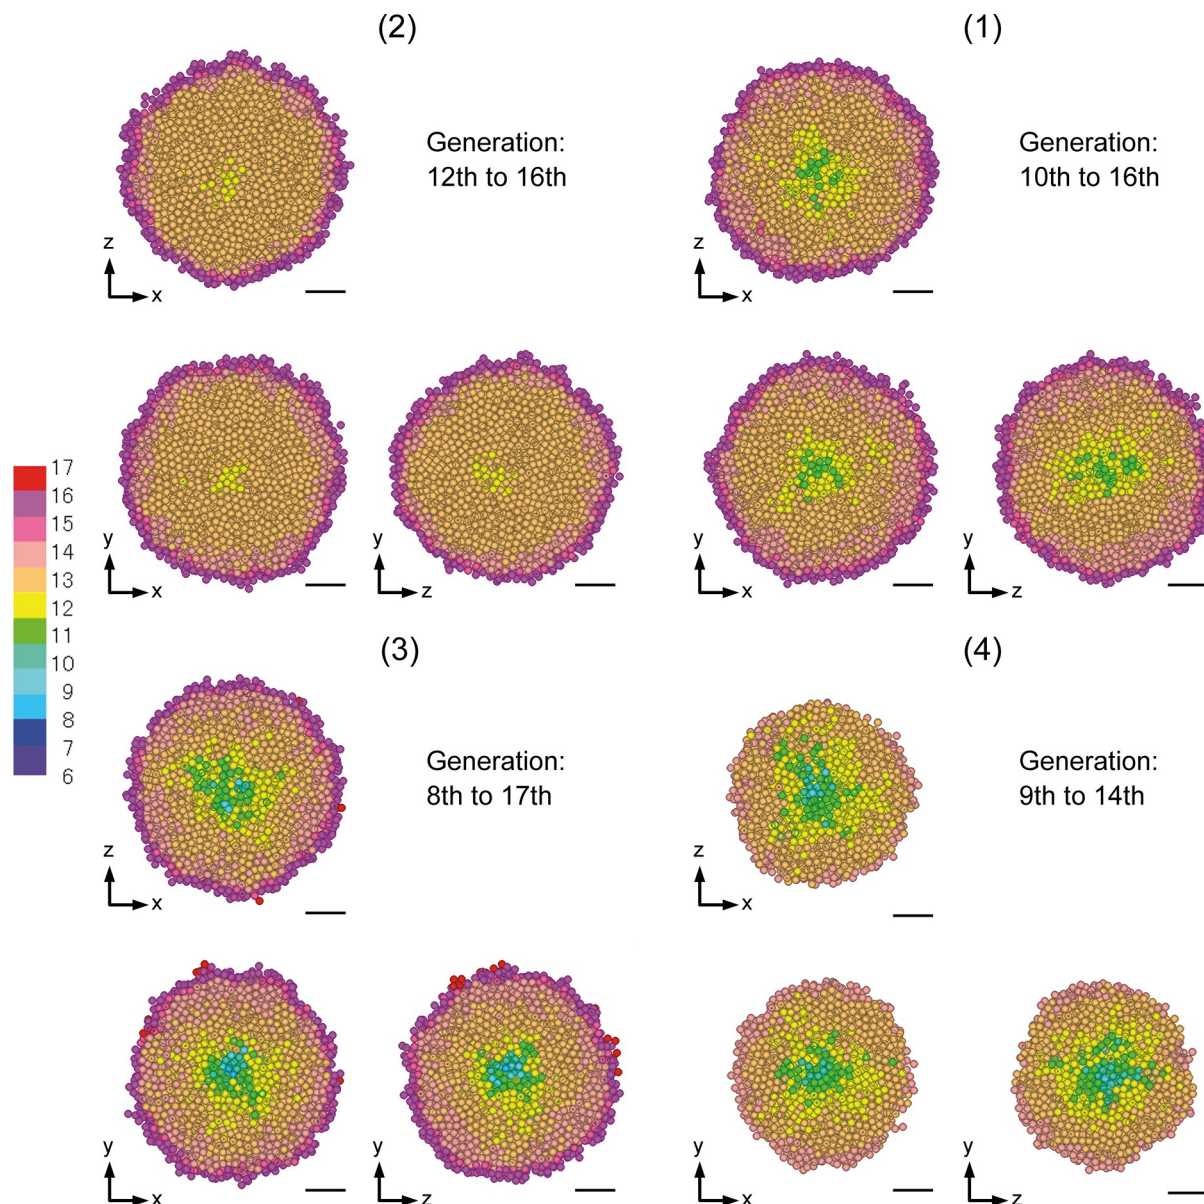 (2)
(1)
Generation:
12th to 16th
Generation:
10th to 16th
z
x
z
x
y
x
y
z
y
x
y
z
17
16
15
14
13
12
11
10
9
8
7
6
(3)
(4)
Generation:
8th to 17th
Generation:
9th to 14th
z
x
z
x
y
x
y
z
y
x
y
z